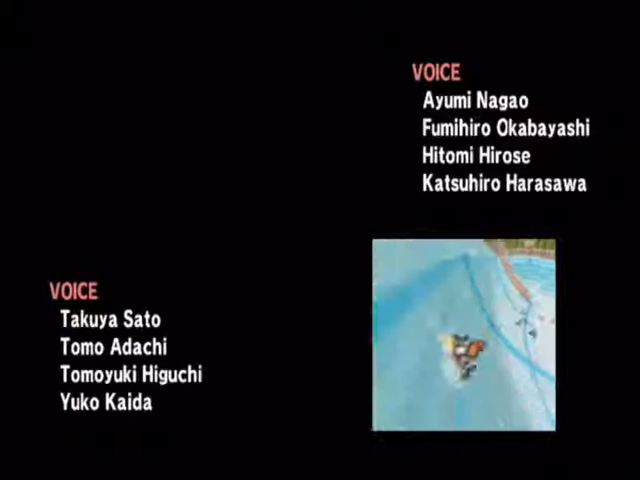 VOICE
Ayumi Nagao
Fumihiro Okabayashi
Hitomi Hirose
Katsuhiro Harasawa
VOICE
Takuya Sato
Tomo Adachi
Tomoyuki Higuchi
Yuko Kaida